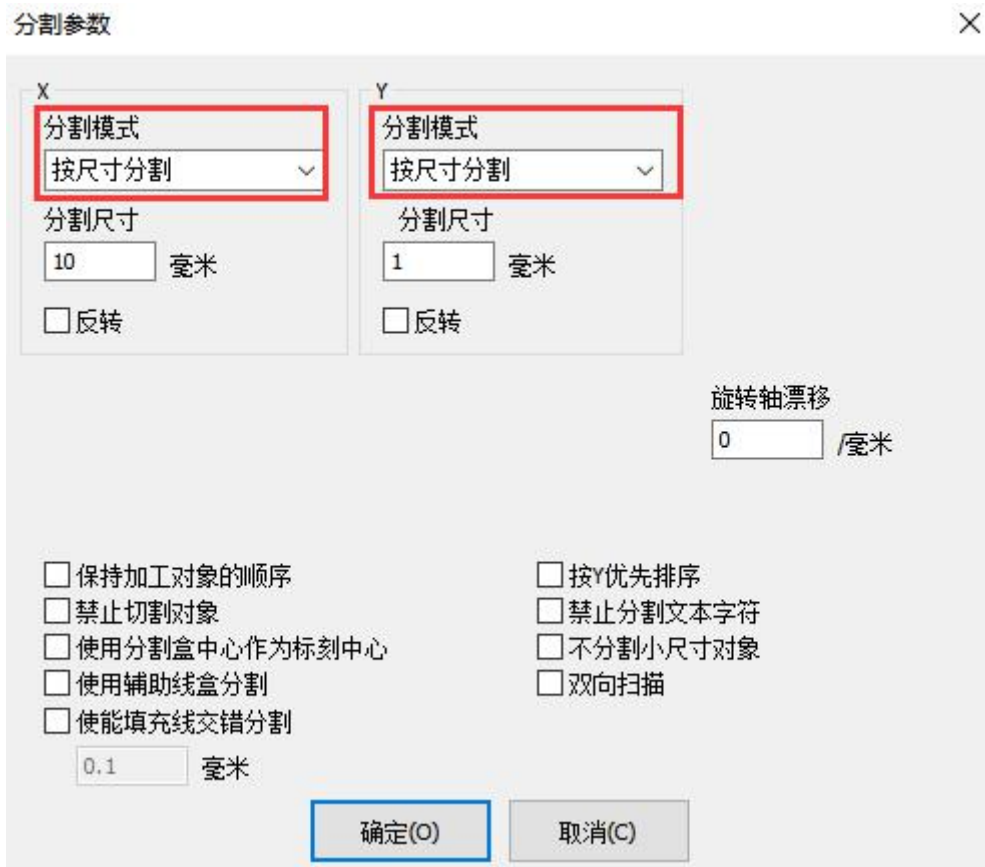 分割参数
X
分割模式
按尺寸分割
分割尺寸
10 毫米
反转
Y
分割模式
按尺寸分割
分割尺寸
1 毫米
反转
旋转轴漂移
0 /毫米
保持加工对象的顺序
禁止切割对象
使用分割盒中心作为标刻中心
使用辅助线盒分割
使能填充线交错分割
0.1 毫米
按Y优先排序
禁止分割文本字符
不分割小尺寸对象
双向扫描
确定(O)
取消(C)